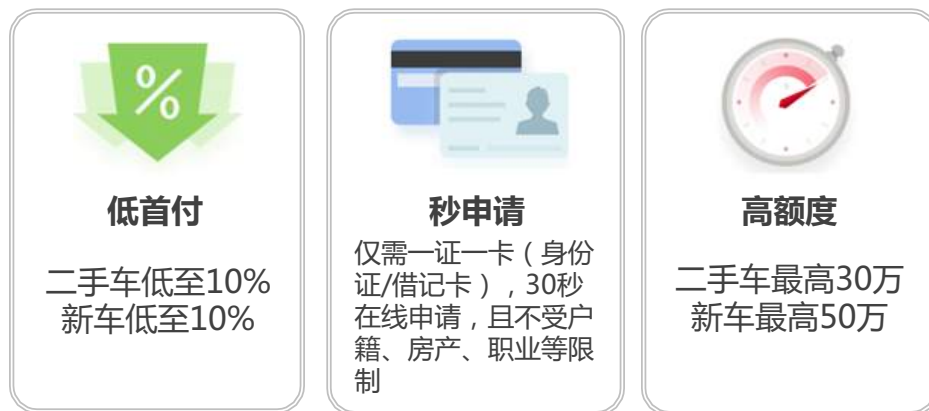 %
低首付
二手车低至10%
新车低至10%
秒申请
仅需一证一卡（身份
证/借记卡），30秒
在线申请，且不受户
籍、房产、职业等限
制
高额度
二手车最高30万
新车最高50万